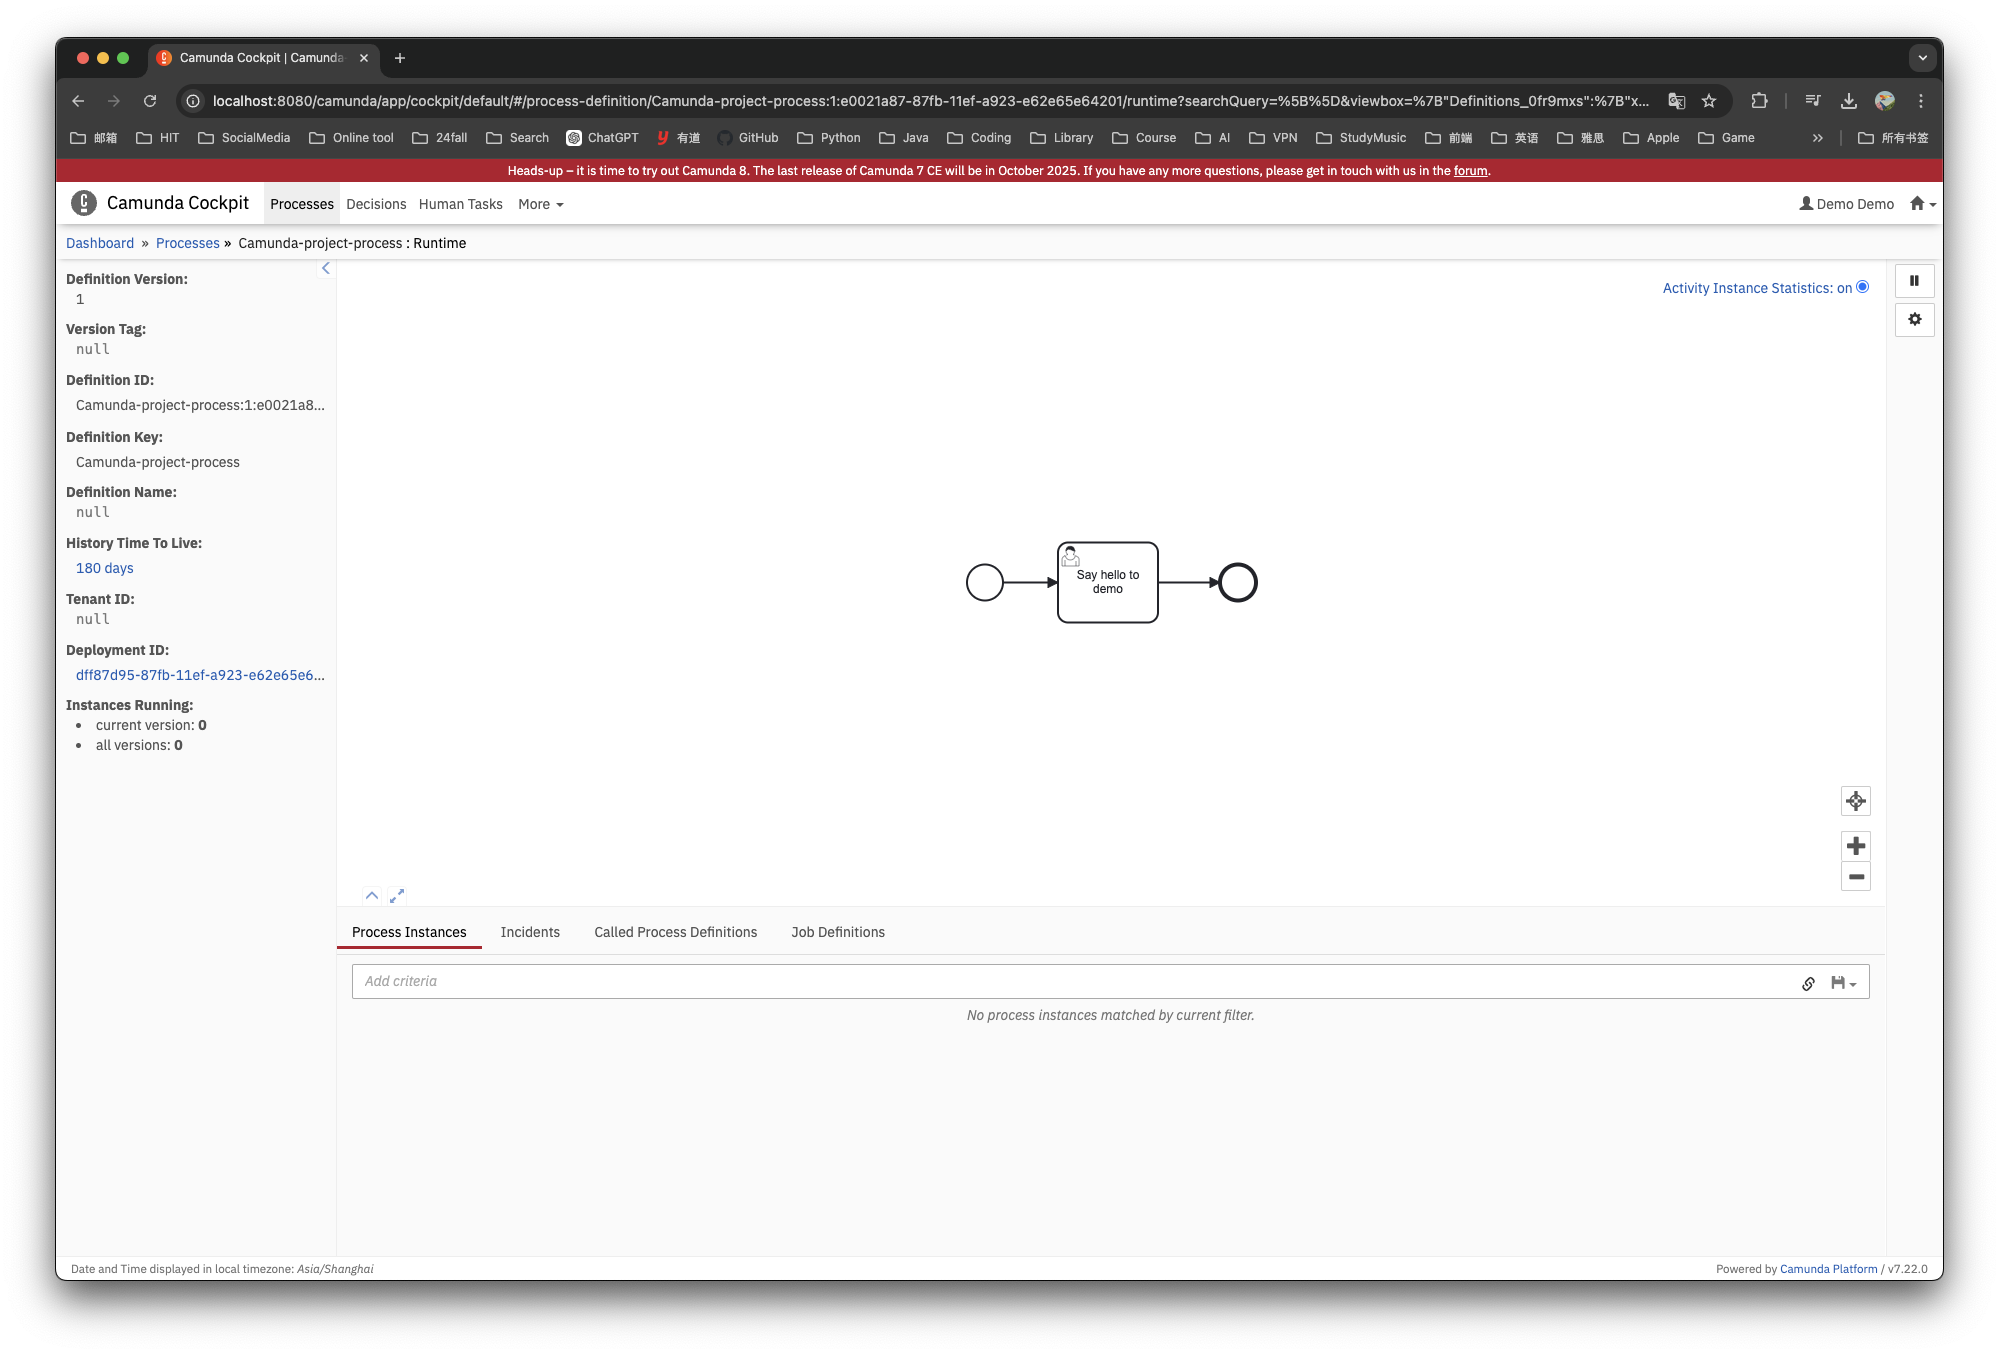 Camunda Cockpit | Camunda
localhost:8080/camunda/app/cockpit/default/#/process-definition/Camunda-project-process:1:e0021a87-87fb-11ef-a923-e62e65e64201/runtime?searchQuery=%5B%5D&viewbox=%7B"Definitions_0fr9mxs":%7B"x...
邮箱 HIT SocialMedia Online tool 24fall Search ChatGPT 有道 GitHub Python Java Coding Library Course AI VPN StudyMusic 前端 英语 雅思 Apple Game » 所有书签
Heads-up – it is time to try out Camunda 8. The last release of Camunda 7 CE will be in October 2025. If you have any more questions, please get in touch with us in the forum.
Camunda Cockpit Processes Decisions Human Tasks More Demo Demo
Dashboard » Processes » Camunda-project-process : Runtime
Definition Version:
1
Version Tag:
null
Definition ID:
Camunda-project-process:1:e0021a8...
Definition Key:
Camunda-project-process
Definition Name:
null
History Time To Live:
180 days
Tenant ID:
null
Deployment ID:
dff87d95-87fb-11ef-a923-e62e65e6...
Instances Running:
• current version: 0
• all versions: 0
Activity Instance Statistics: on
Say hello to
demo
Process Instances Incidents Called Process Definitions Job Definitions
Add criteria
No process instances matched by current filter.
Date and Time displayed in local timezone: Asia/Shanghai
Powered by Camunda Platform / v7.22.0